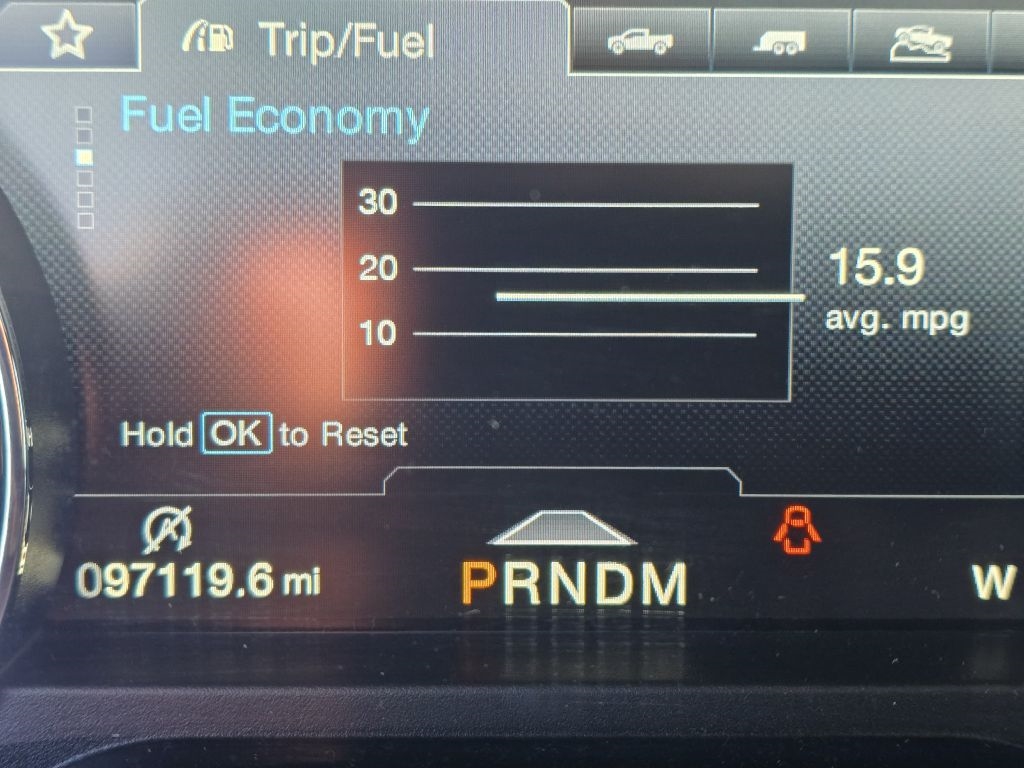 Trip/Fuel
Fuel Economy
30
20
15.9
avg. mpg
10
Hold OK to Reset
097119.6 mi
PRNDM
W